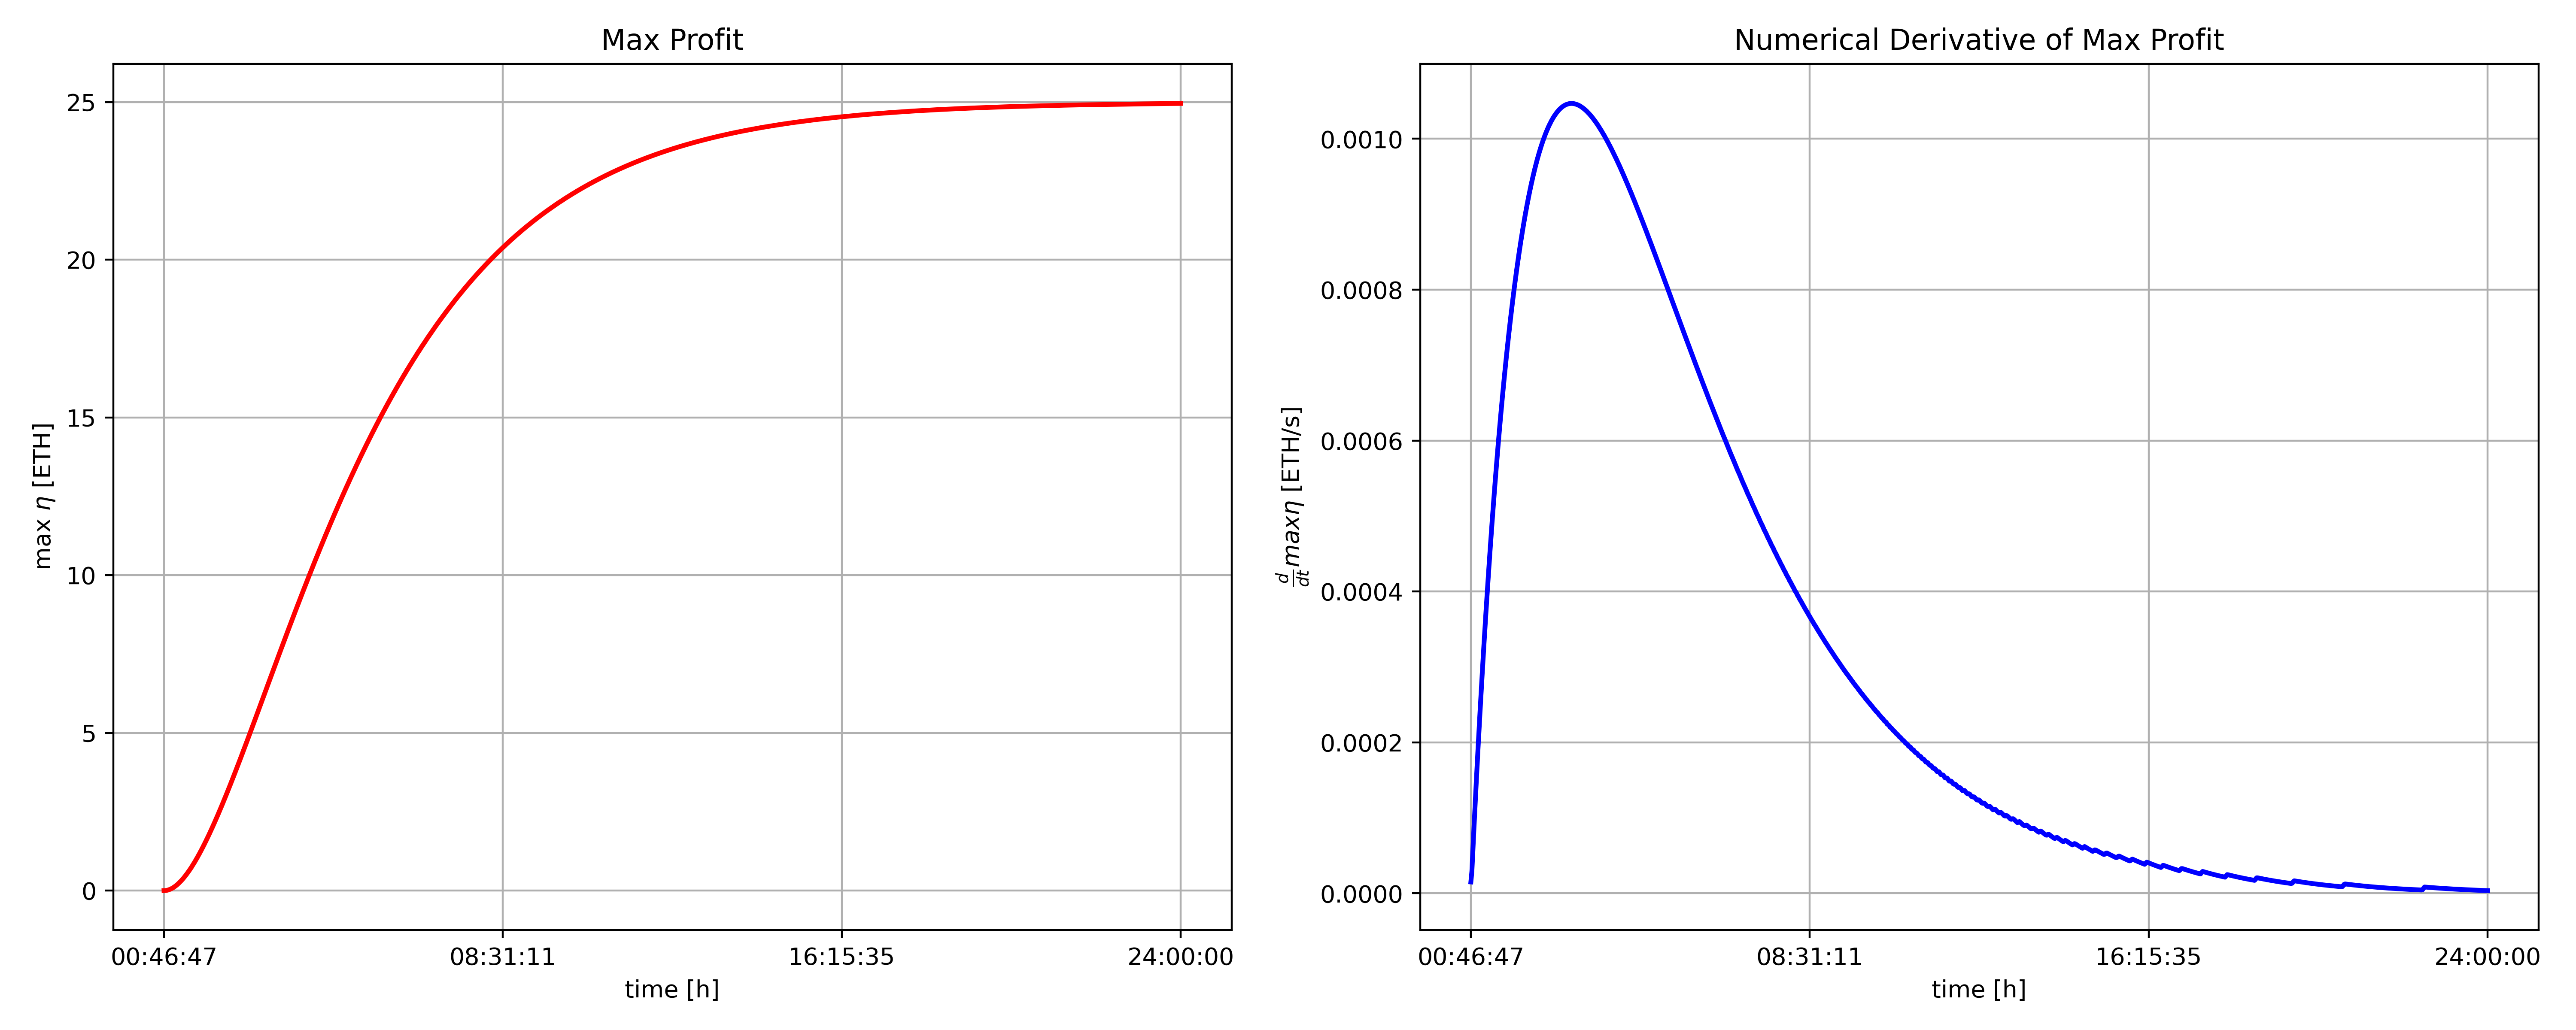 Max Profit
max η [ETH]
25
20
15
10
5
0
00:46:47 08:31:11 16:15:35 24:00:00
time [h]
Numerical Derivative of Max Profit
d/dt maxη [ETH/s]
0.0010
0.0008
0.0006
0.0004
0.0002
0.0000
00:46:47 08:31:11 16:15:35 24:00:00
time [h]